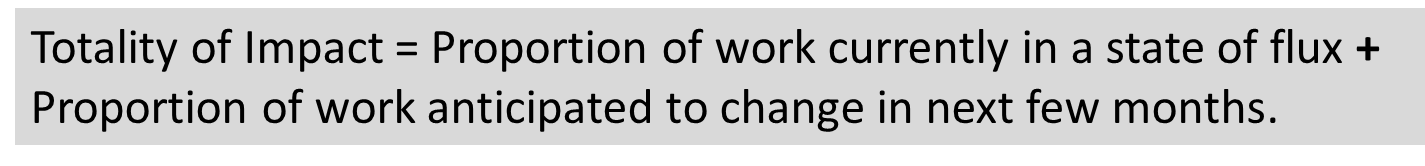 Totality of Impact = Proportion of work currently in a state of flux +
Proportion of work anticipated to change in next few months.